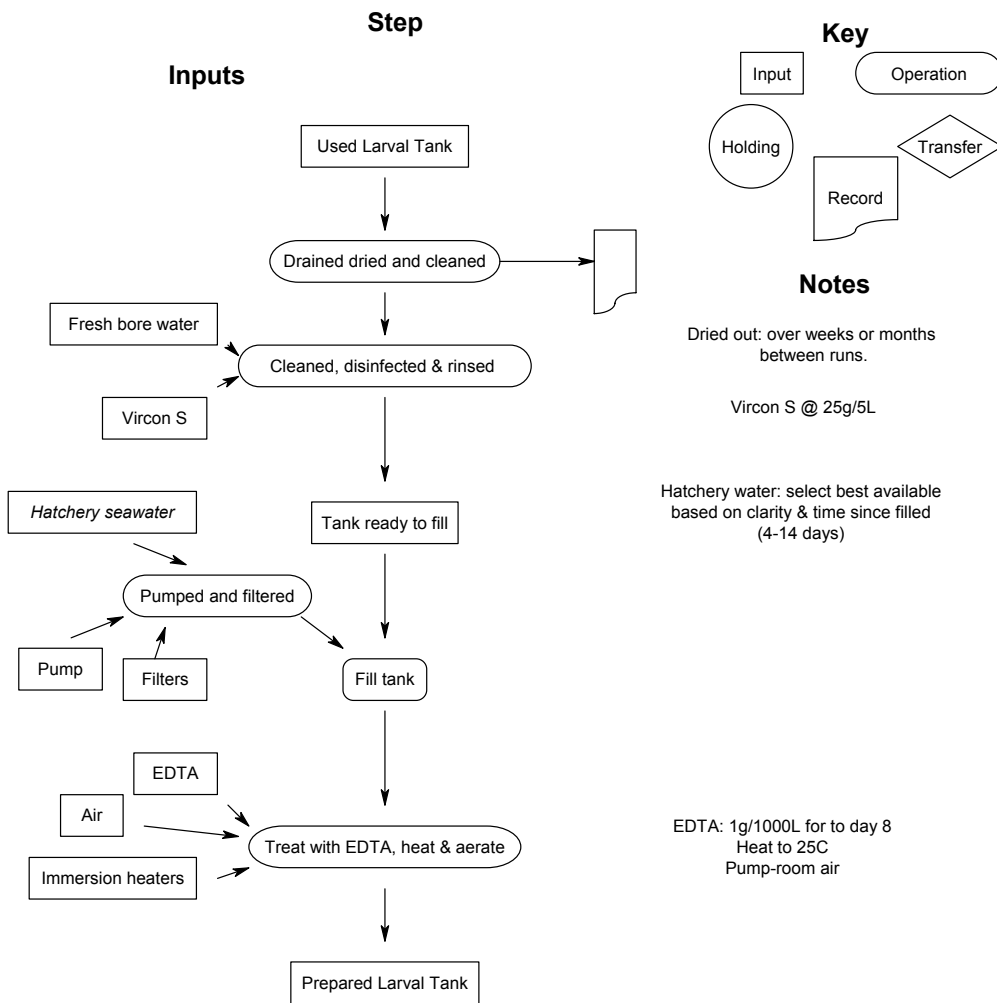 Step
Key
Inputs
Input
Operation
Used Larval Tank
Holding
Transfer
Record
Drained dried and cleaned
Notes
Fresh bore water
Dried out: over weeks or months
between runs.
Cleaned, disinfected & rinsed
Vircon S
Vircon S @ 25g/5L
Hatchery seawater
Tank ready to fill
Hatchery water: select best available
based on clarity & time since filled
(4-14 days)
Pumped and filtered
Pump
Filters
Fill tank
EDTA
Air
Treat with EDTA, heat & aerate
EDTA: 1g/1000L for to day 8
Heat to 25C
Pump-room air
Immersion heaters
Prepared Larval Tank